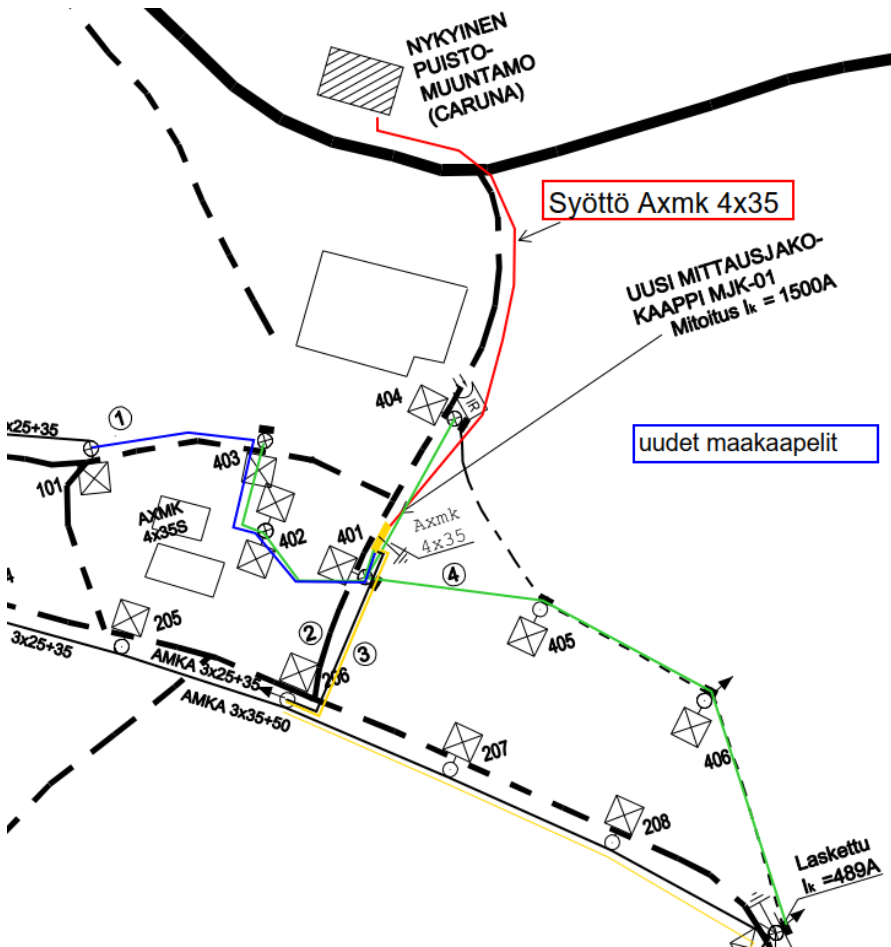 NYKYINEN
PUISTO-
MUUNTAMO
(CARUNA)
Syöttö Axmk 4x35
UUSI MITTAUSJAKO-
KAAPPI MJK-01
Mitoitus Iₖ = 1500A
404
IR
uudet maakaapelit
1
x25+35
403
101
AXMK
4x35S
402
401
Axmk
4x35
4
205
2
3
405
3x25+35
AMKA 3x25+35
206
AMKA 3x35+50
207
406
208
Laskettu
Iₖ =489A